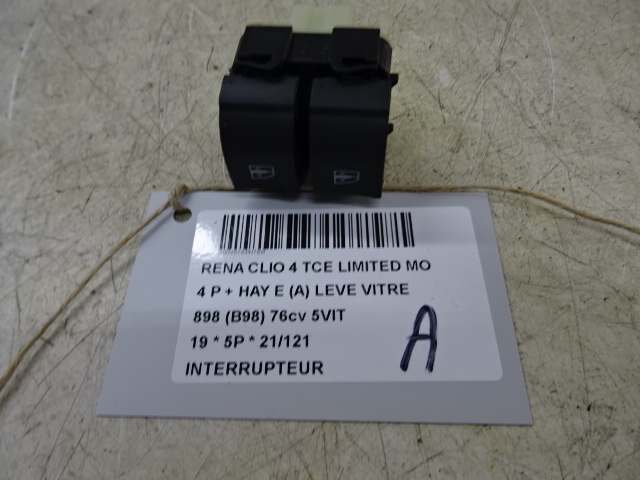 RENA CLIO 4 TCE LIMITED MO
4 P + HAY E (A) LEVE VITRE
898 (B98) 76cv 5VIT
19 * 5P * 21/121
INTERRUPTEUR
A